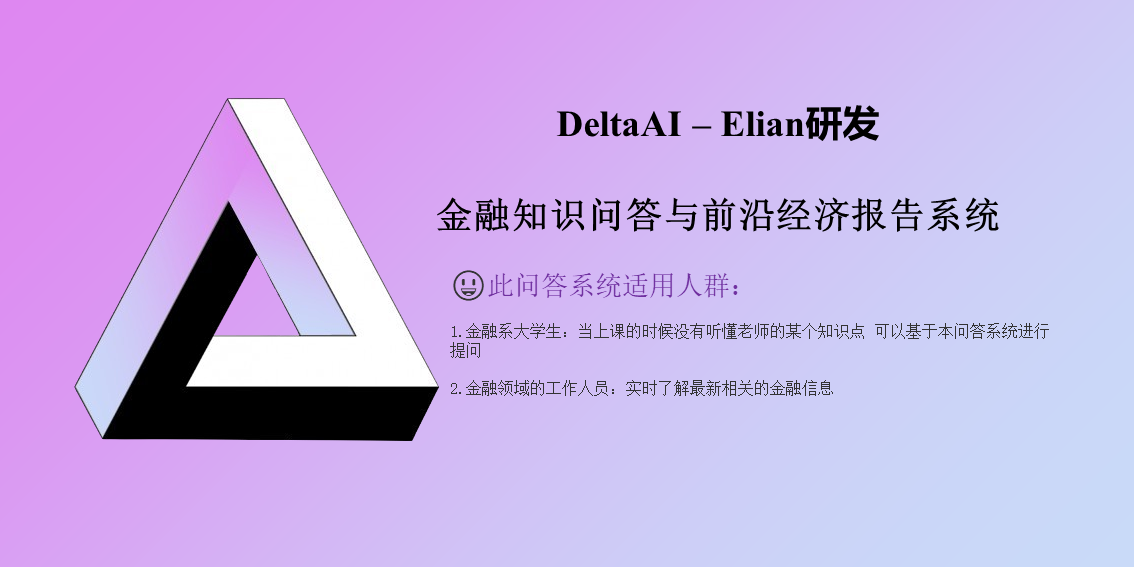 DeltaAI – Elian研发
金融知识问答与前沿经济报告系统
此问答系统适用人群：
1.金融系大学生：当上课的时候没有听懂老师的某个知识点 可以基于本问答系统进行
提问
2.金融领域的工作人员：实时了解最新相关的金融信息